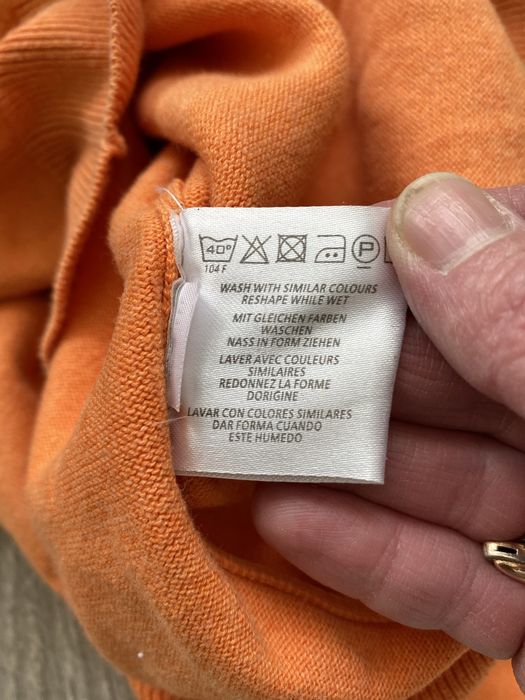 40°
P
104 F
WASH WITH SIMILAR COLOURS
RESHAPE WHILE WET
MIT GLEICHEN FARBEN
WASCHEN
NASS IN FORM ZIEHEN
LAVER AVEC COULEURS
SIMILAIRES
REDONNEZ LA FORME
DORIGINE
LAVAR CON COLORES SIMILARES
DAR FORMA CUANDO
ESTE HUMEDO